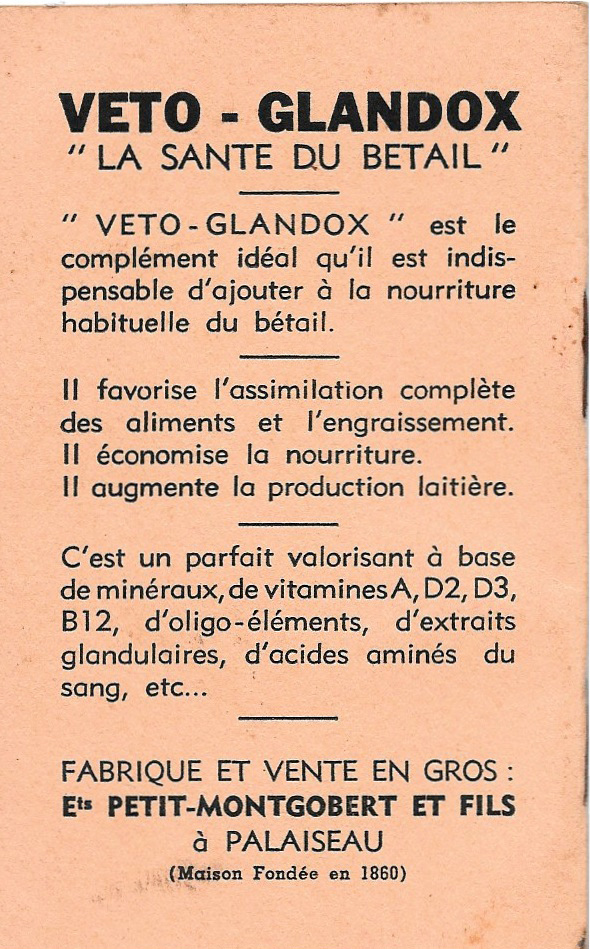 VETO - GLANDOX
" LA SANTE DU BETAIL "
" VETO - GLANDOX " est le
complément idéal qu'il est indis-
pensable d'ajouter à la nourriture
habituelle du bétail.
Il favorise l'assimilation complète
des aliments et l'engraissement.
Il économise la nourriture.
Il augmente la production laitière.
C'est un parfait valorisant à base
de minéraux, de vitamines A, D2, D3,
B12, d'oligo-éléments, d'extraits
glandulaires, d'acides aminés du
sang, etc...
FABRIQUE ET VENTE EN GROS :
Ets PETIT-MONTGOBERT ET FILS
à PALAISEAU
(Maison Fondée en 1860)